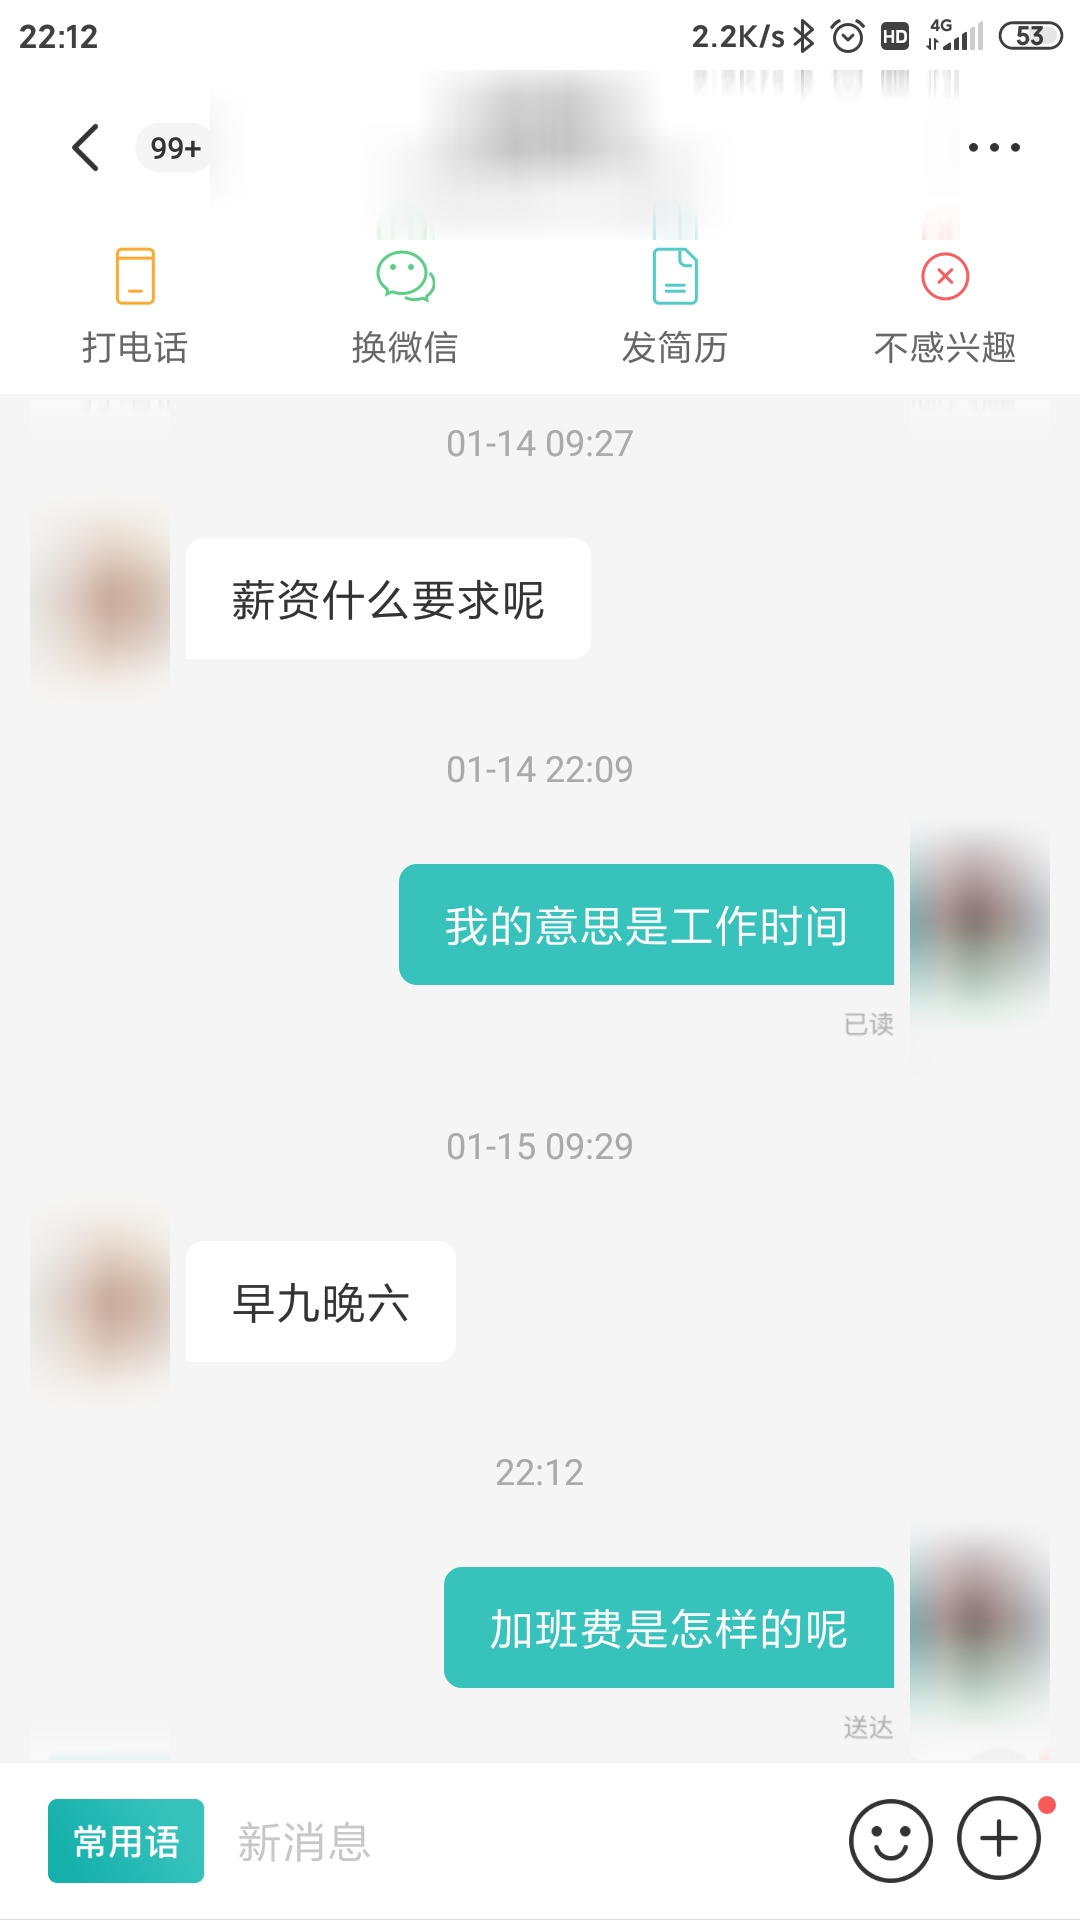 22:12 2.2K/s HD 4G 53
99+
打电话 换微信 发简历 不感兴趣
01-14 09:27
薪资什么要求呢
01-14 22:09
我的意思是工作时间
已读
01-15 09:29
早九晚六
22:12
加班费是怎样的呢
送达
常用语 新消息